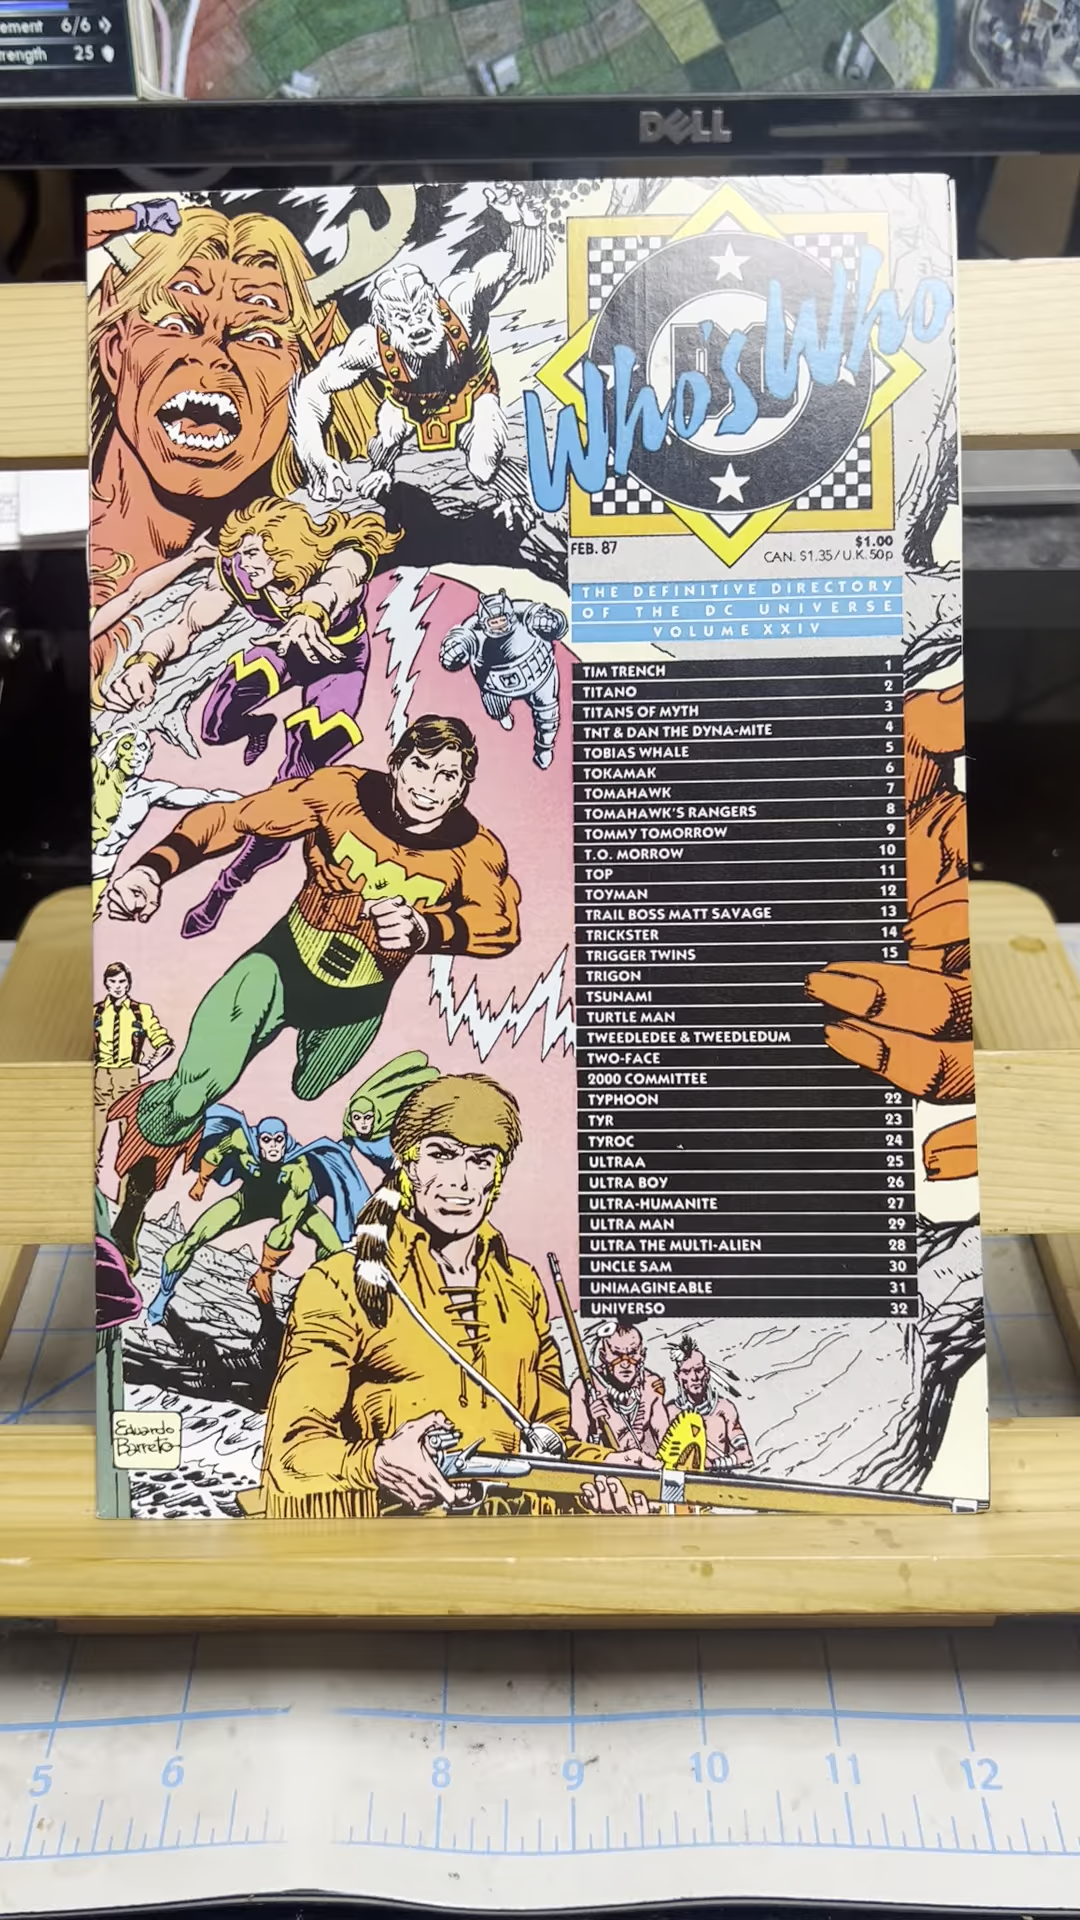 ement 6/6
rength 25
DELL
Who's Who
DC
FEB. 87
$1.00
CAN. $1.35/U.K. 50p
THE DEFINITIVE DIRECTORY
OF THE DC UNIVERSE
VOLUME XXIV
TIM TRENCH 1
TITANO 2
TITANS OF MYTH 3
TNT & DAN THE DYNA-MITE 4
TOBIAS WHALE 5
TOKAMAK 6
TOMAHAWK 7
TOMAHAWK'S RANGERS 8
TOMMY TOMORROW 9
T.O. MORROW 10
TOP 11
TOYMAN 12
TRAIL BOSS MATT SAVAGE 13
TRICKSTER 14
TRIGGER TWINS 15
TRIGON
TSUNAMI
TURTLE MAN
TWEEDLEDEE & TWEEDLEDUM
TWO-FACE
2000 COMMITTEE
TYPHOON 22
TYR 23
TYROC 24
ULTRAA 25
ULTRA BOY 26
ULTRA-HUMANITE 27
ULTRA MAN 29
ULTRA THE MULTI-ALIEN 28
UNCLE SAM 30
UNIMAGINEABLE 31
UNIVERSO 32
Eduardo
Barreto
5 6 8 9 10 11 12